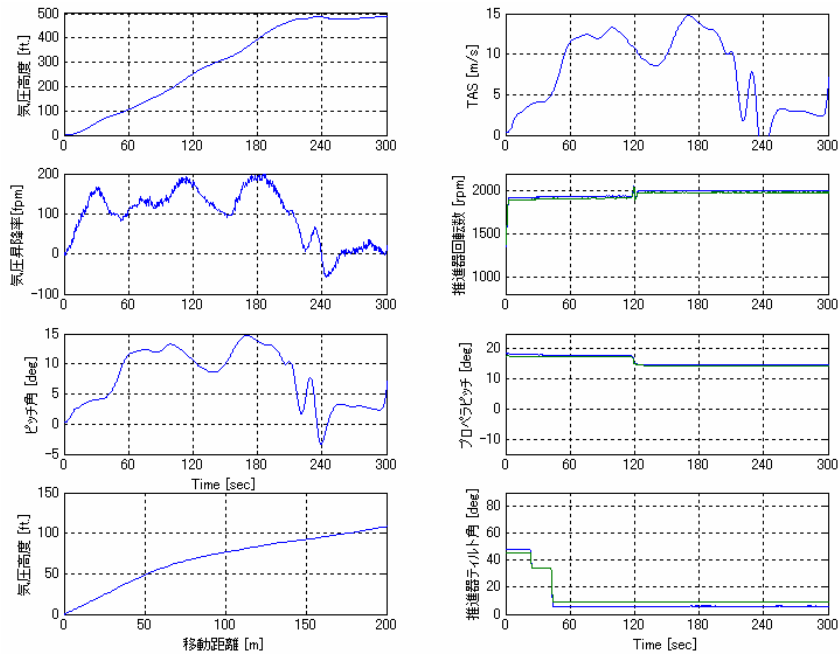 500
400
300
200
100
0
気圧高度 [ft.]
0 60 120 180 240 300
15
10
5
0
TAS [m/s]
0 60 120 180 240 300
200
100
0
-100
気圧昇降率[fpm]
0 60 120 180 240 300
2000
1500
1000
推進器回転数 [rpm]
0 60 120 180 240 300
15
10
5
0
-5
ピッチ角 [deg]
0 60 120 180 240 300
Time [sec]
20
10
0
-10
プロペラピッチ [deg]
0 60 120 180 240 300
150
100
50
0
気圧高度 [ft.]
0 50 100 150 200
移動距離 [m]
80
60
40
20
0
推進器ティルト角 [deg]
0 60 120 180 240 300
Time [sec]